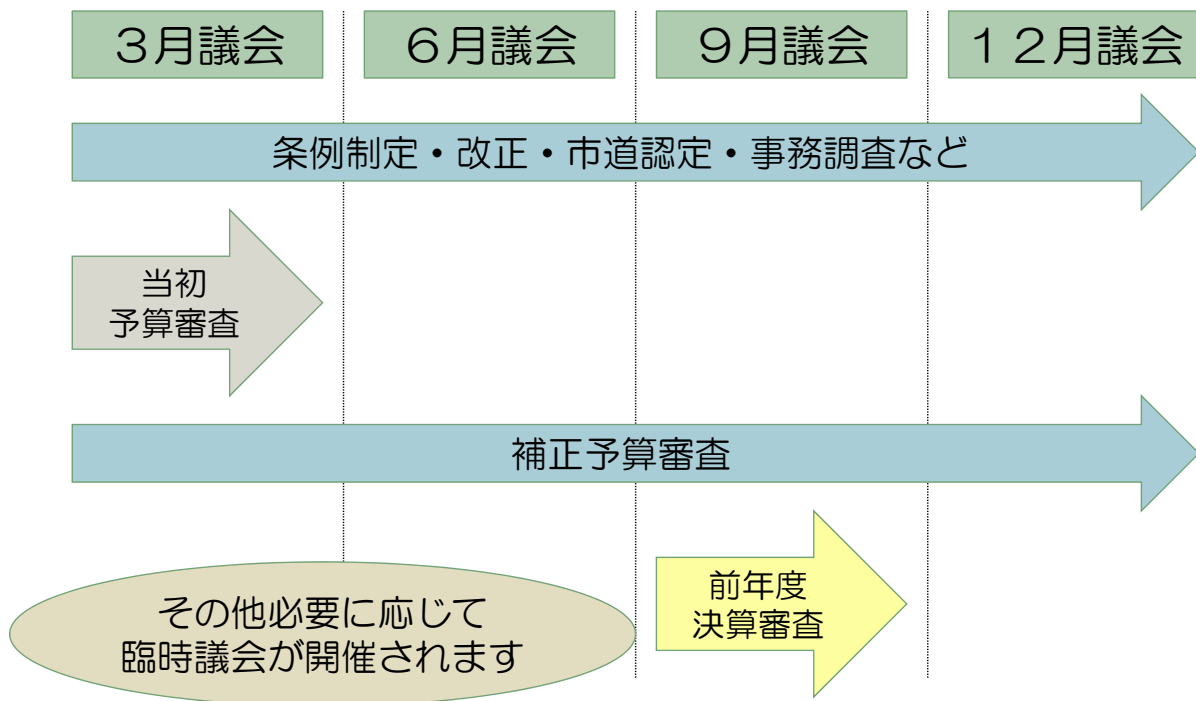 ３月議会
６月議会
９月議会
１２月議会
条例制定・改正・市道認定・事務調査など
当初
予算審査
補正予算審査
その他必要に応じて
臨時議会が開催されます
前年度
決算審査